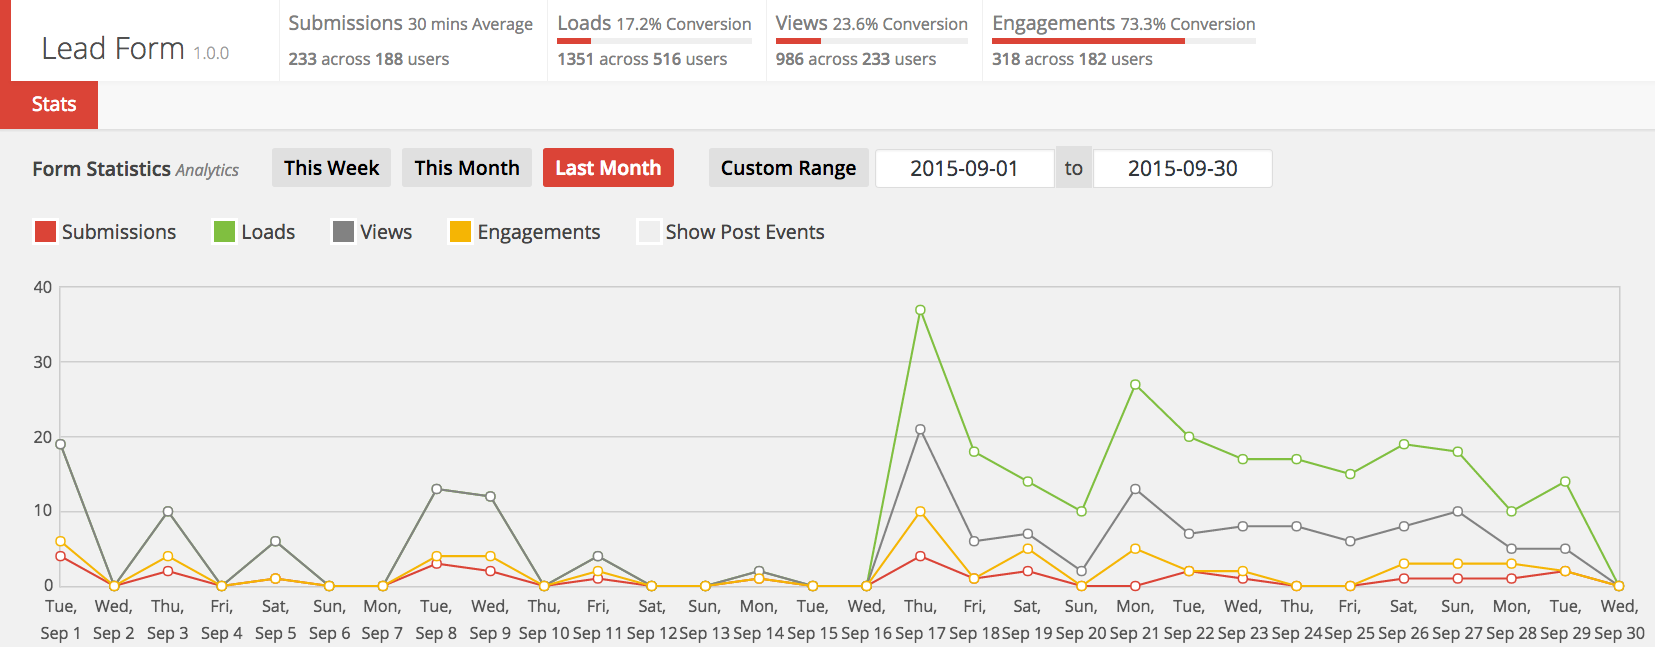 Lead Form 1.0.0
Submissions 30 mins Average
233 across 188 users
Loads 17.2% Conversion
1351 across 516 users
Views 23.6% Conversion
986 across 233 users
Engagements 73.3% Conversion
318 across 182 users
Stats
Form Statistics Analytics
This Week
This Month
Last Month
Custom Range
2015-09-01
to
2015-09-30
Submissions
Loads
Views
Engagements
Show Post Events
40
30
20
10
0
Tue,
Sep 1
Wed,
Sep 2
Thu,
Sep 3
Fri,
Sep 4
Sat,
Sep 5
Sun,
Sep 6
Mon,
Sep 7
Tue,
Sep 8
Wed,
Sep 9
Thu,
Sep 10
Fri,
Sep 11
Sat,
Sep 12
Sun,
Sep 13
Mon,
Sep 14
Tue,
Sep 15
Wed,
Sep 16
Thu,
Sep 17
Fri,
Sep 18
Sat,
Sep 19
Sun,
Sep 20
Mon,
Sep 21
Tue,
Sep 22
Wed,
Sep 23
Thu,
Sep 24
Fri,
Sep 25
Sat,
Sep 26
Sun,
Sep 27
Mon,
Sep 28
Tue,
Sep 29
Wed,
Sep 30